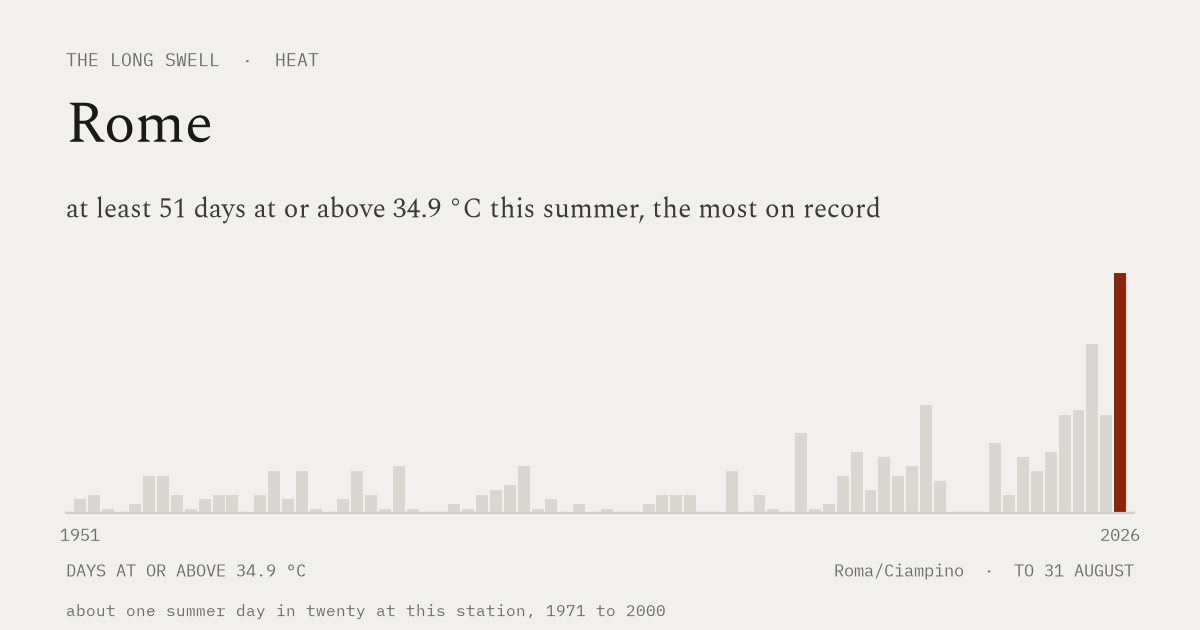 THE LONG SWELL · HEAT
Rome
at least 51 days at or above 34.9 °C this summer, the most on record
1951 2026
DAYS AT OR ABOVE 34.9 °C Roma/Ciampino · TO 31 AUGUST
about one summer day in twenty at this station, 1971 to 2000